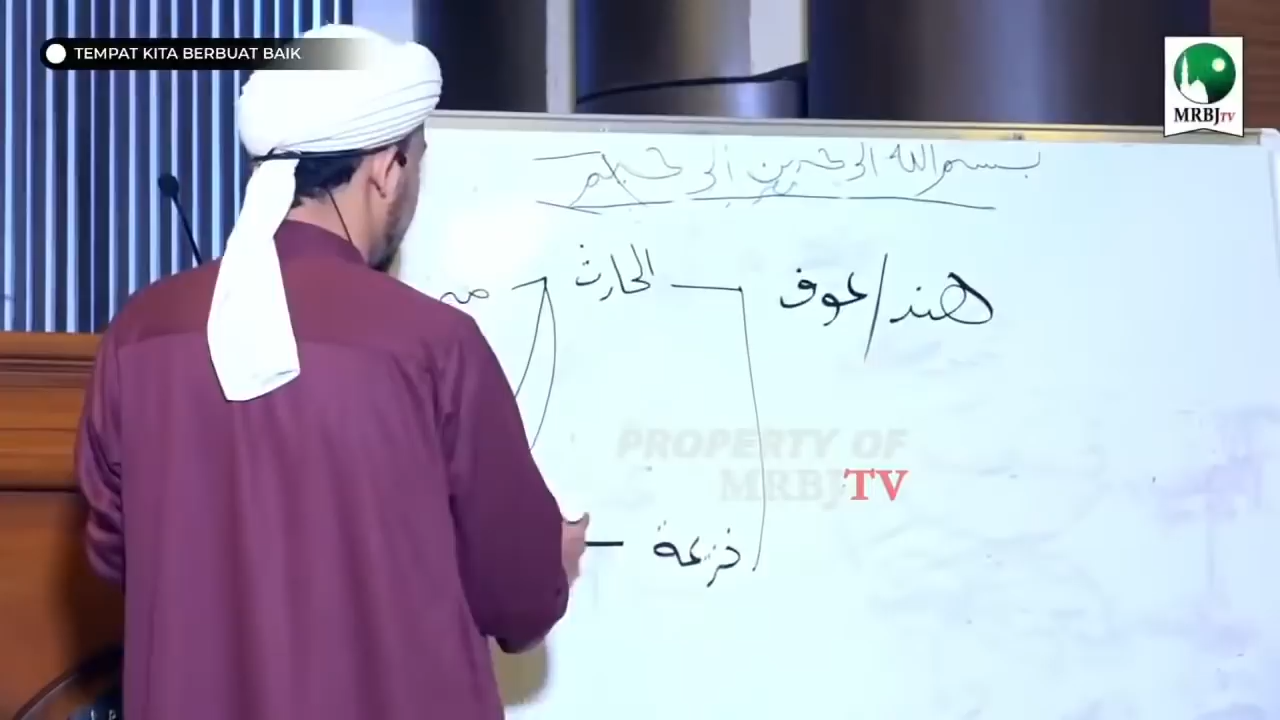 TEMPAT KITA BERBUAT BAIK
MRBJTV
بسم الله الرحمن الرحيم
هند/عوف
الحارث
PROPERTY OF
MRBJTV
خزيمة